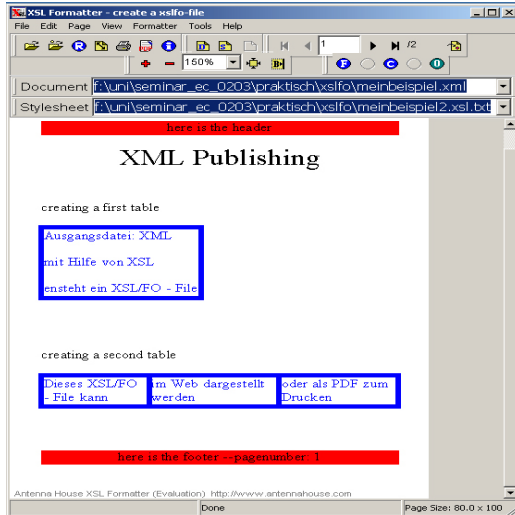 XSL Formatter - create a xslfo-file
File Edit Page View Formatter Tools Help
1 /2
150%
Document f:\uni\seminar_ec_0203\praktisch\xslfo\meinbeispiel.xml
Stylesheet f:\uni\seminar_ec_0203\praktisch\xslfo\meinbeispiel2.xsl.txt
here is the header
XML Publishing
creating a first table
Ausgangsdatei: XML
mit Hilfe von XSL
ensteht ein XSL/FO - File
creating a second table
Dieses XSL/FO im Web dargestellt oder als PDF zum
- File kann werden Drucken
here is the footer --pagenumber: 1
Antenna House XSL Formatter (Evaluation) http://www.antennahouse.com
Done Page Size: 80.0 x 100